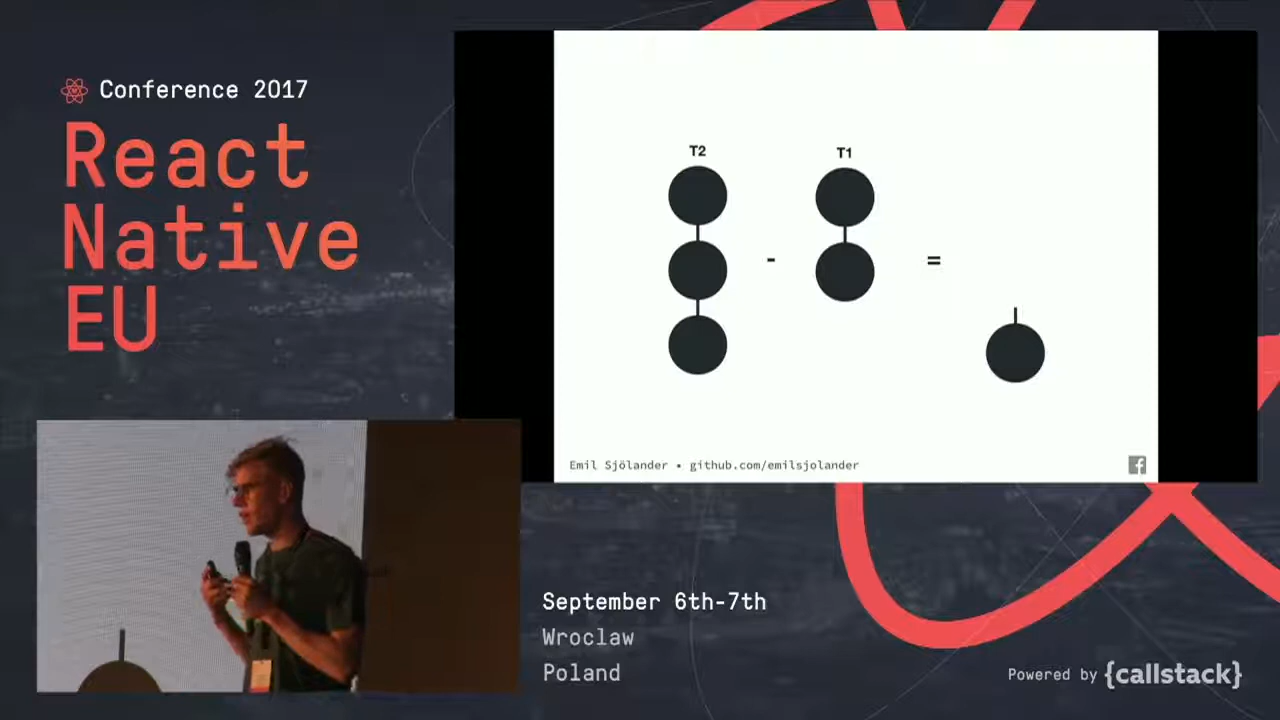 Conference 2017
React
Native
EU
T2
T1
-
=
Emil Sjölander • github.com/emilsjolander
September 6th-7th
Wroclaw
Poland
Powered by {callstack}